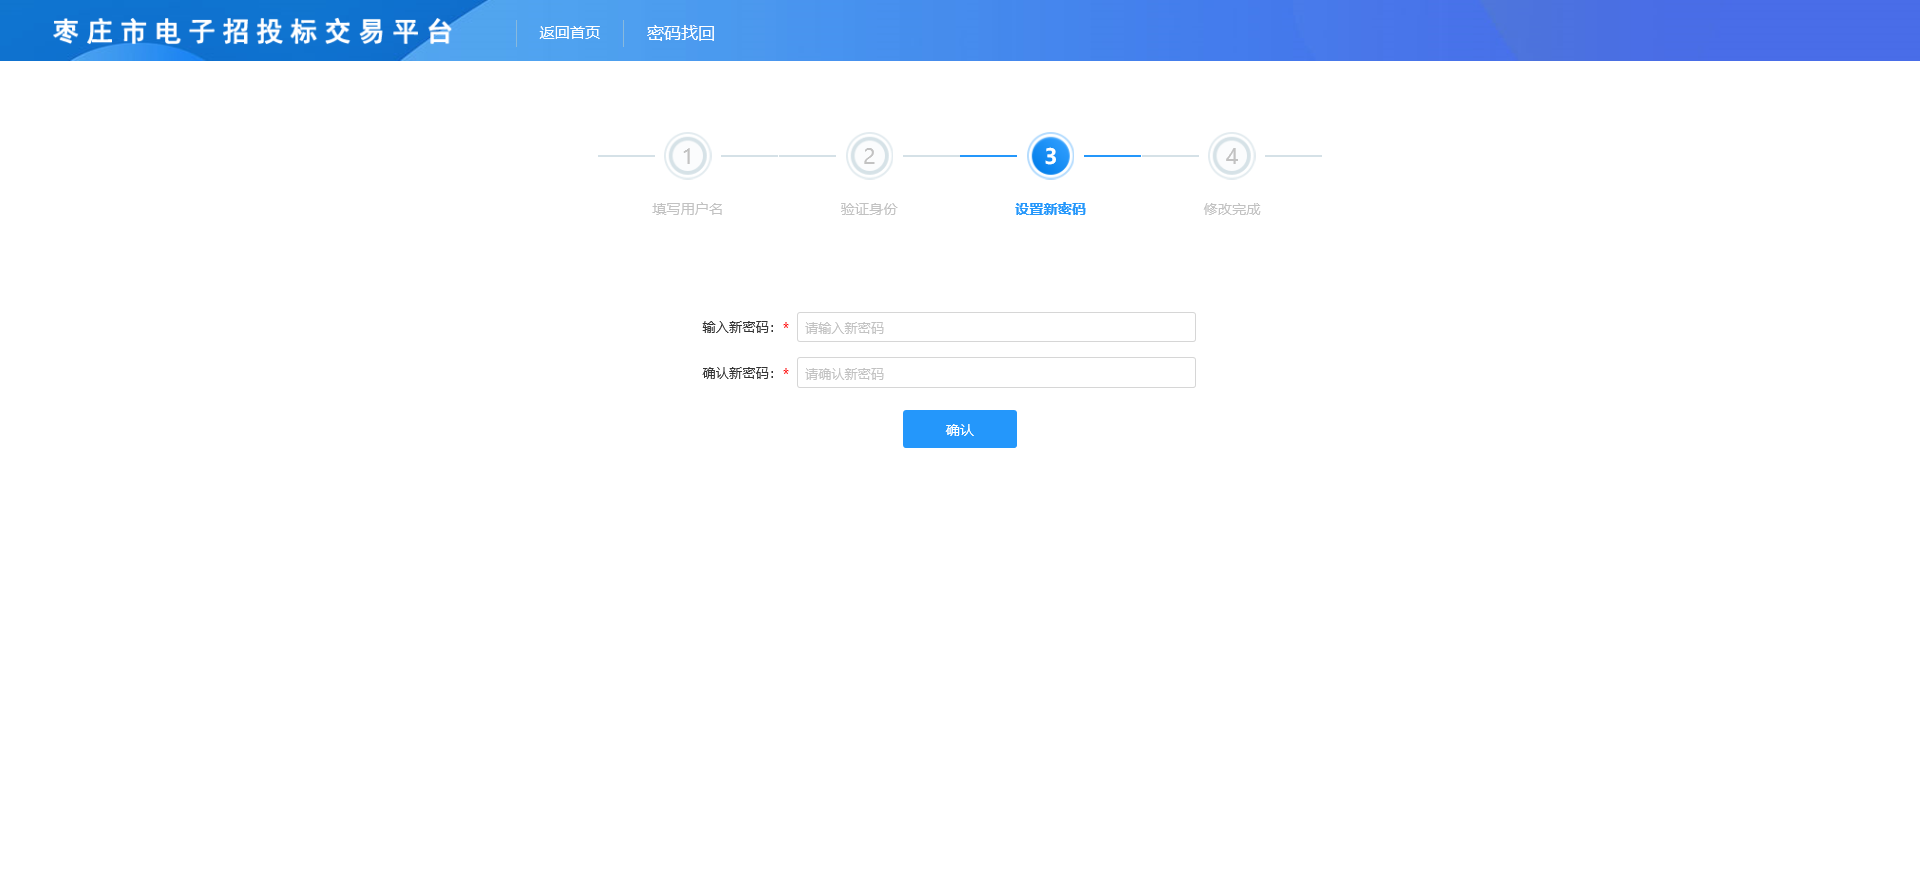 枣庄市电子招投标交易平台 返回首页 密码找回
1 2 3 4
填写用户名 验证身份 设置新密码 修改完成
输入新密码: * 请输入新密码
确认新密码: * 请确认新密码
确认